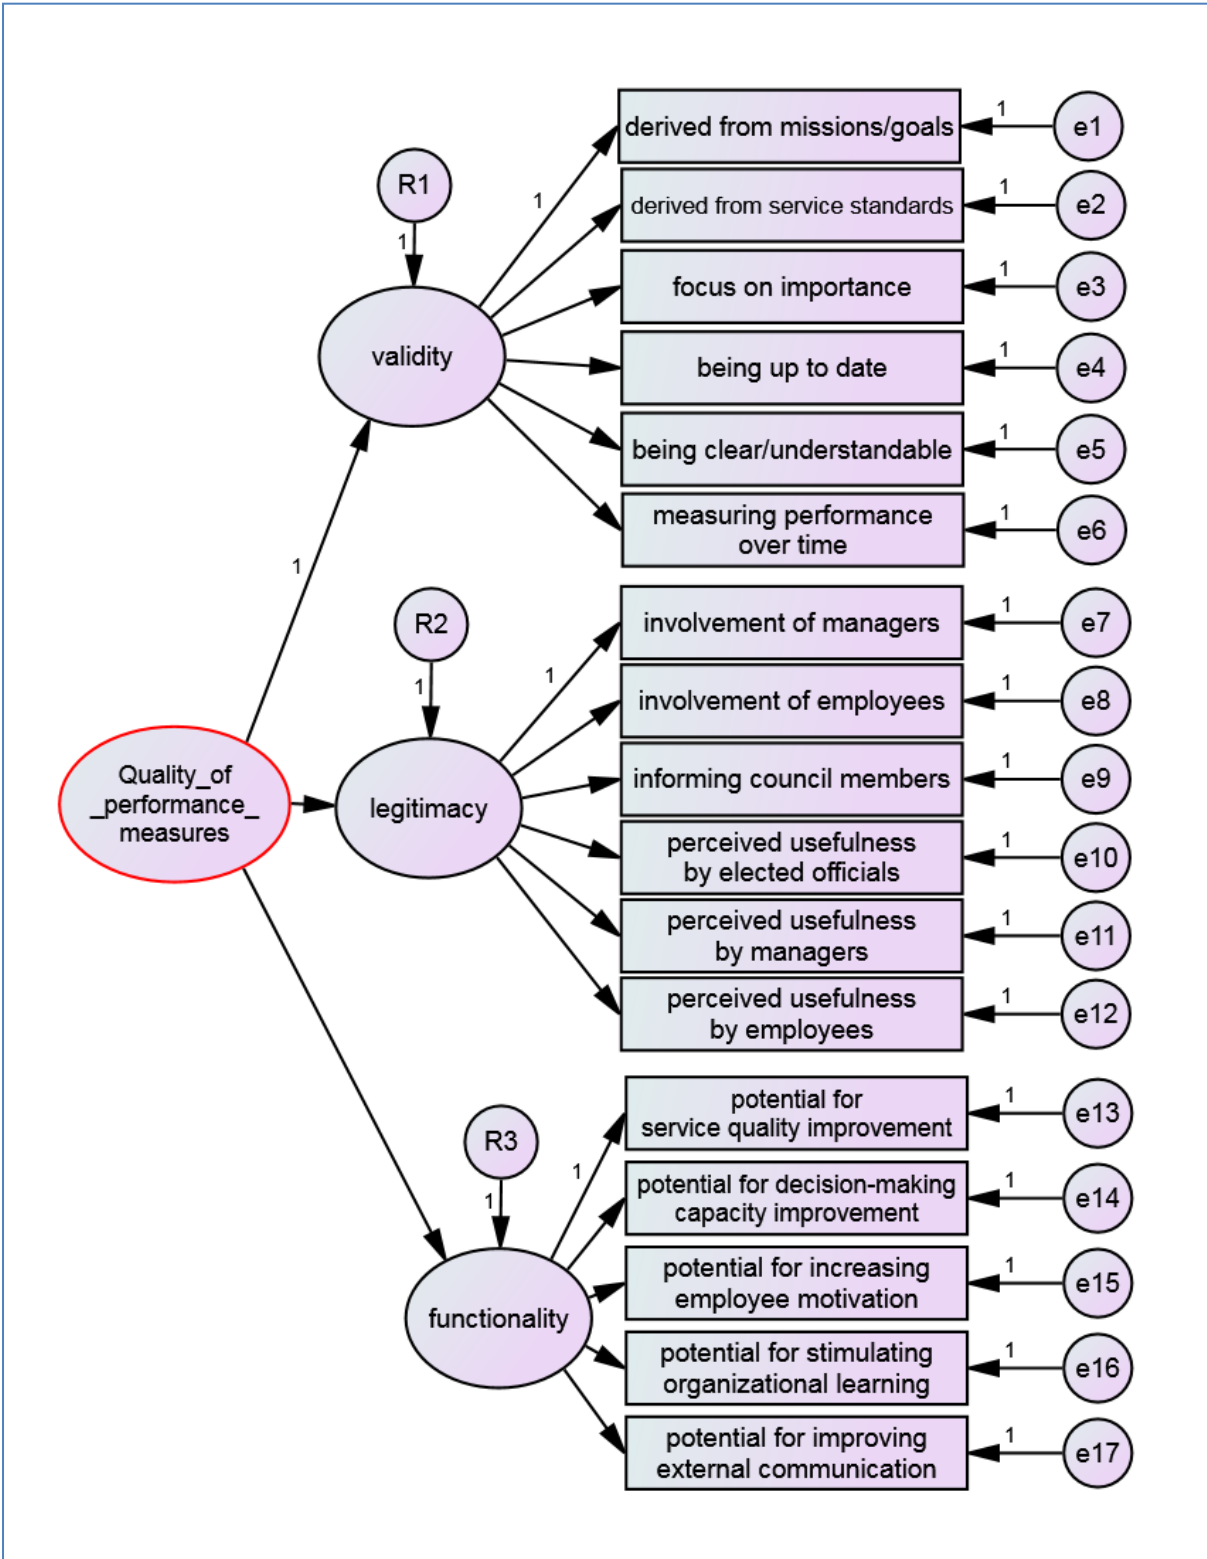 derived from missions/goals
1
e1
R1
1
1
derived from service standards
1
e2
focus on importance
1
e3
validity
being up to date
1
e4
being clear/understandable
1
e5
measuring performance
over time
1
e6
1
R2
1
1
involvement of managers
1
e7
involvement of employees
1
e8
Quality_of
_performance_
measures
legitimacy
informing council members
1
e9
perceived usefulness
by elected officials
1
e10
perceived usefulness
by managers
1
e11
perceived usefulness
by employees
1
e12
R3
1
1
potential for
service quality improvement
1
e13
potential for decision-making
capacity improvement
1
e14
functionality
potential for increasing
employee motivation
1
e15
potential for stimulating
organizational learning
1
e16
potential for improving
external communication
1
e17